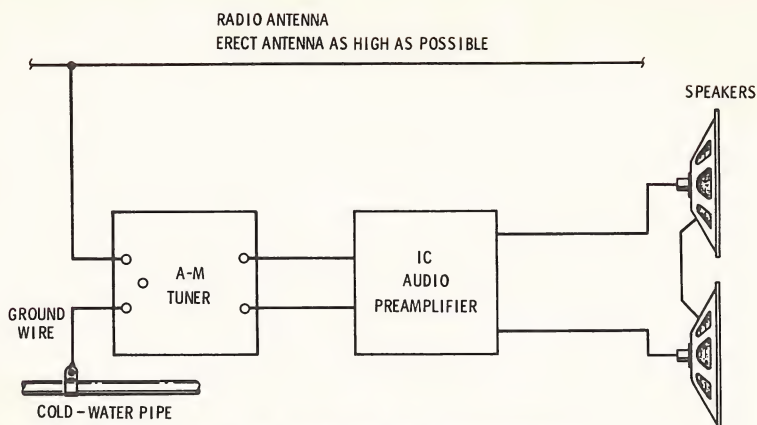 RADIO ANTENNA
ERECT ANTENNA AS HIGH AS POSSIBLE
SPEAKERS
A-M
TUNER
IC
AUDIO
PREAMPLIFIER
GROUND
WIRE
COLD-WATER PIPE